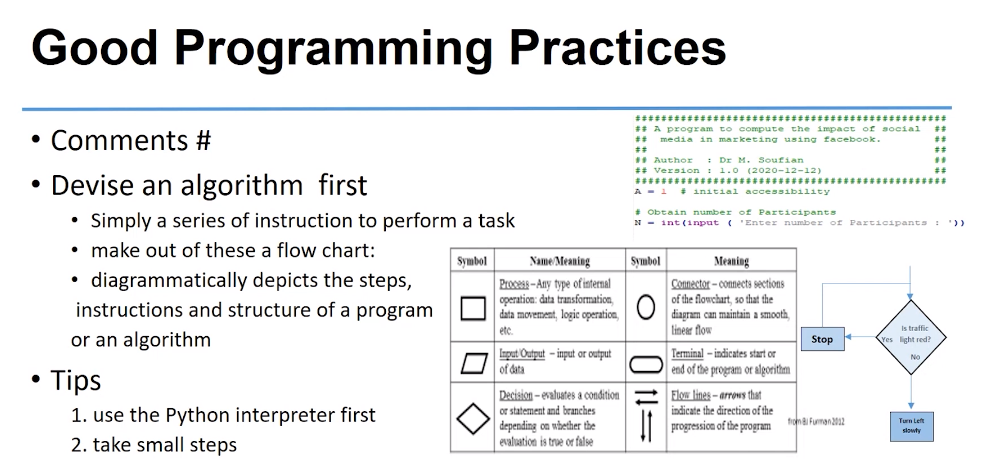 Good Programming Practices
• Comments #
• Devise an algorithm first
• Simply a series of instruction to perform a task
• make out of these a flow chart:
• diagrammatically depicts the steps,
instructions and structure of a program
or an algorithm
• Tips
1. use the Python interpreter first
2. take small steps
#################################################
## A program to compute the impact of social ##
## media in marketing using facebook. ##
## ##
## Author : Dr M. Soufian ##
## Version : 1.0 (2020-12-12) ##
#################################################
A = 1 # initial accessibility
# Obtain number of Participants
N = int(input ( 'Enter number of Participants : '))
Symbol Name/Meaning Symbol Meaning
Process – Any type of internal
operation: data transformation,
data movement, logic operation,
etc.
Connector – connects sections
of the flowchart, so that the
diagram can maintain a smooth,
linear flow
Input/Output – input or output
of data
Terminal – indicates start or
end of the program or algorithm
Decision – evaluates a condition
or statement and branches
depending on whether the
evaluation is true or false
Flow lines – arrows that
indicate the direction of the
progression of the program
from BJ Furman 2012
Is traffic
light red?
Yes
No
Stop
Turn Left
slowly